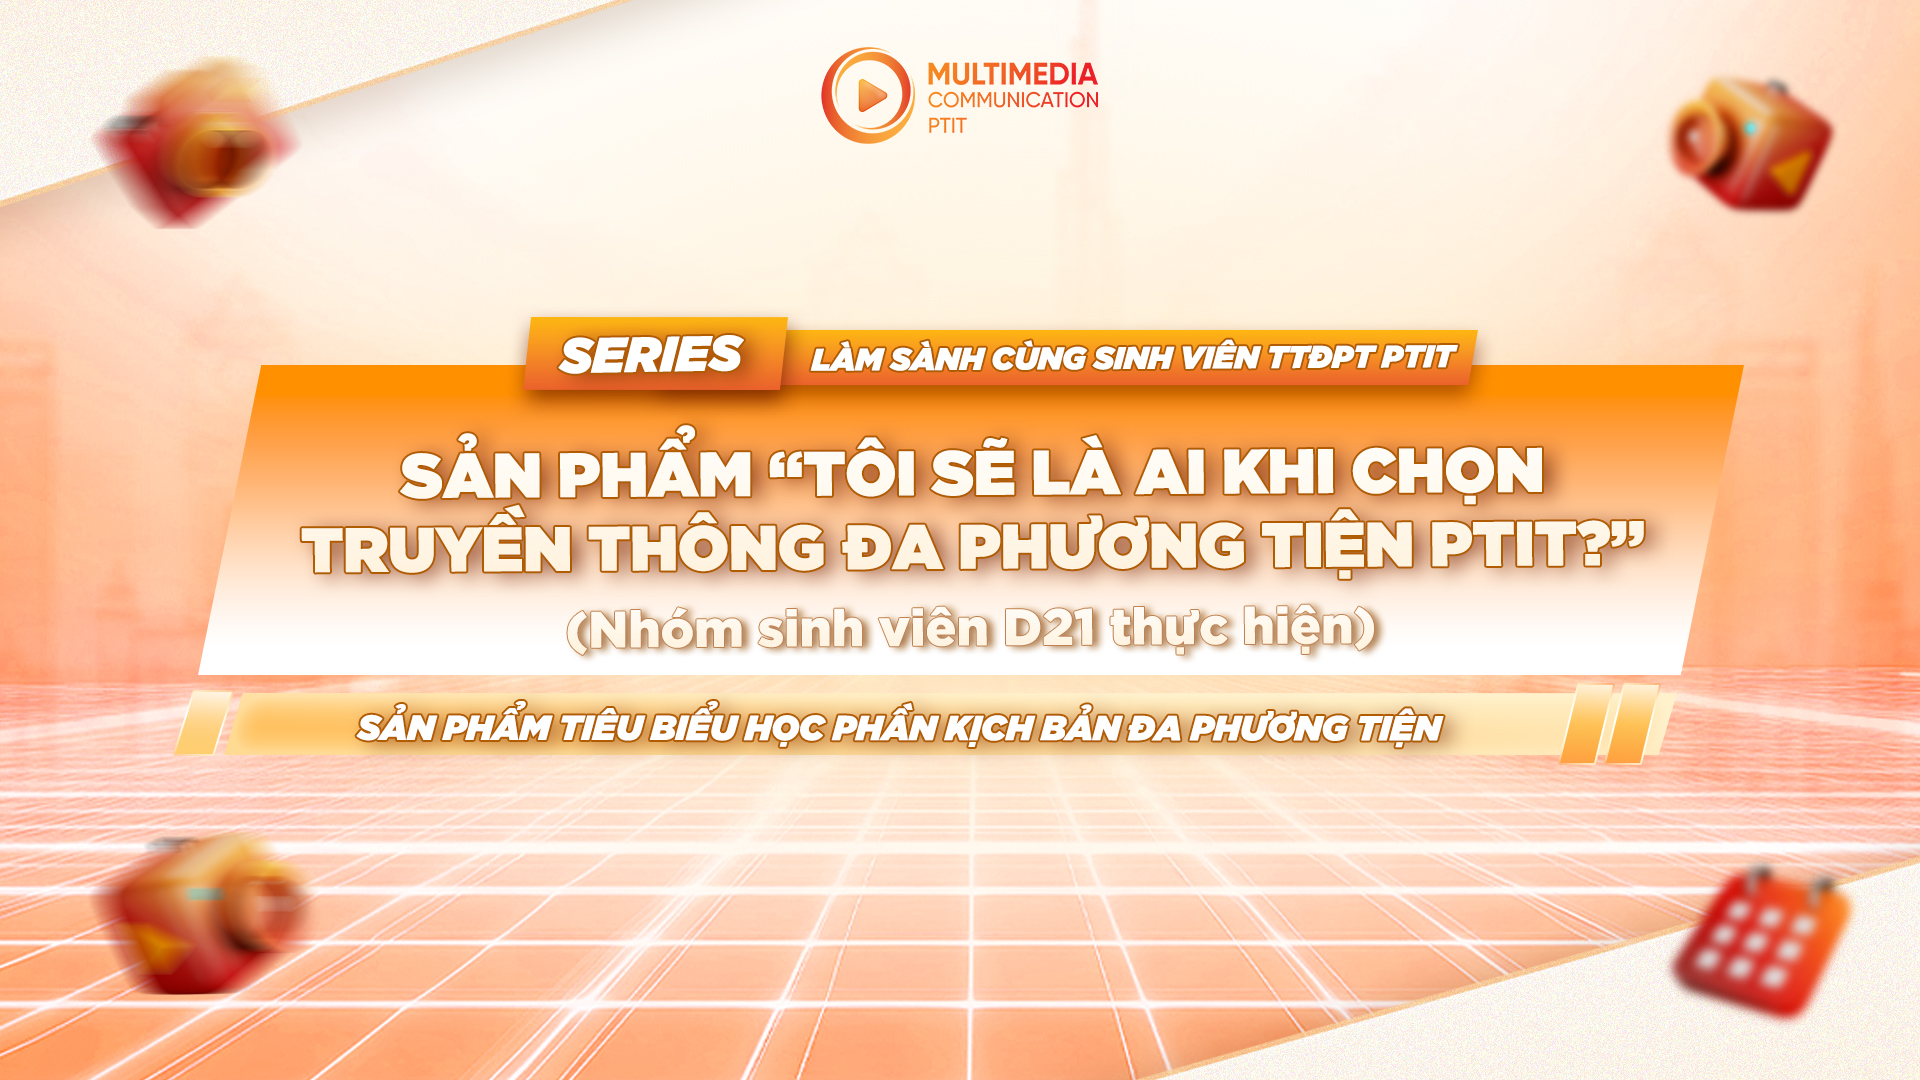 MULTIMEDIA
COMMUNICATION
PTIT
SERIES
LÀM SÀNH CÙNG SINH VIÊN TTĐPT PTIT
SẢN PHẨM “TÔI SẼ LÀ AI KHI CHỌN
TRUYỀN THÔNG ĐA PHƯƠNG TIỆN PTIT?”
(Nhóm sinh viên D21 thực hiện)
SẢN PHẨM TIÊU BIỂU HỌC PHẦN KỊCH BẢN ĐA PHƯƠNG TIỆN